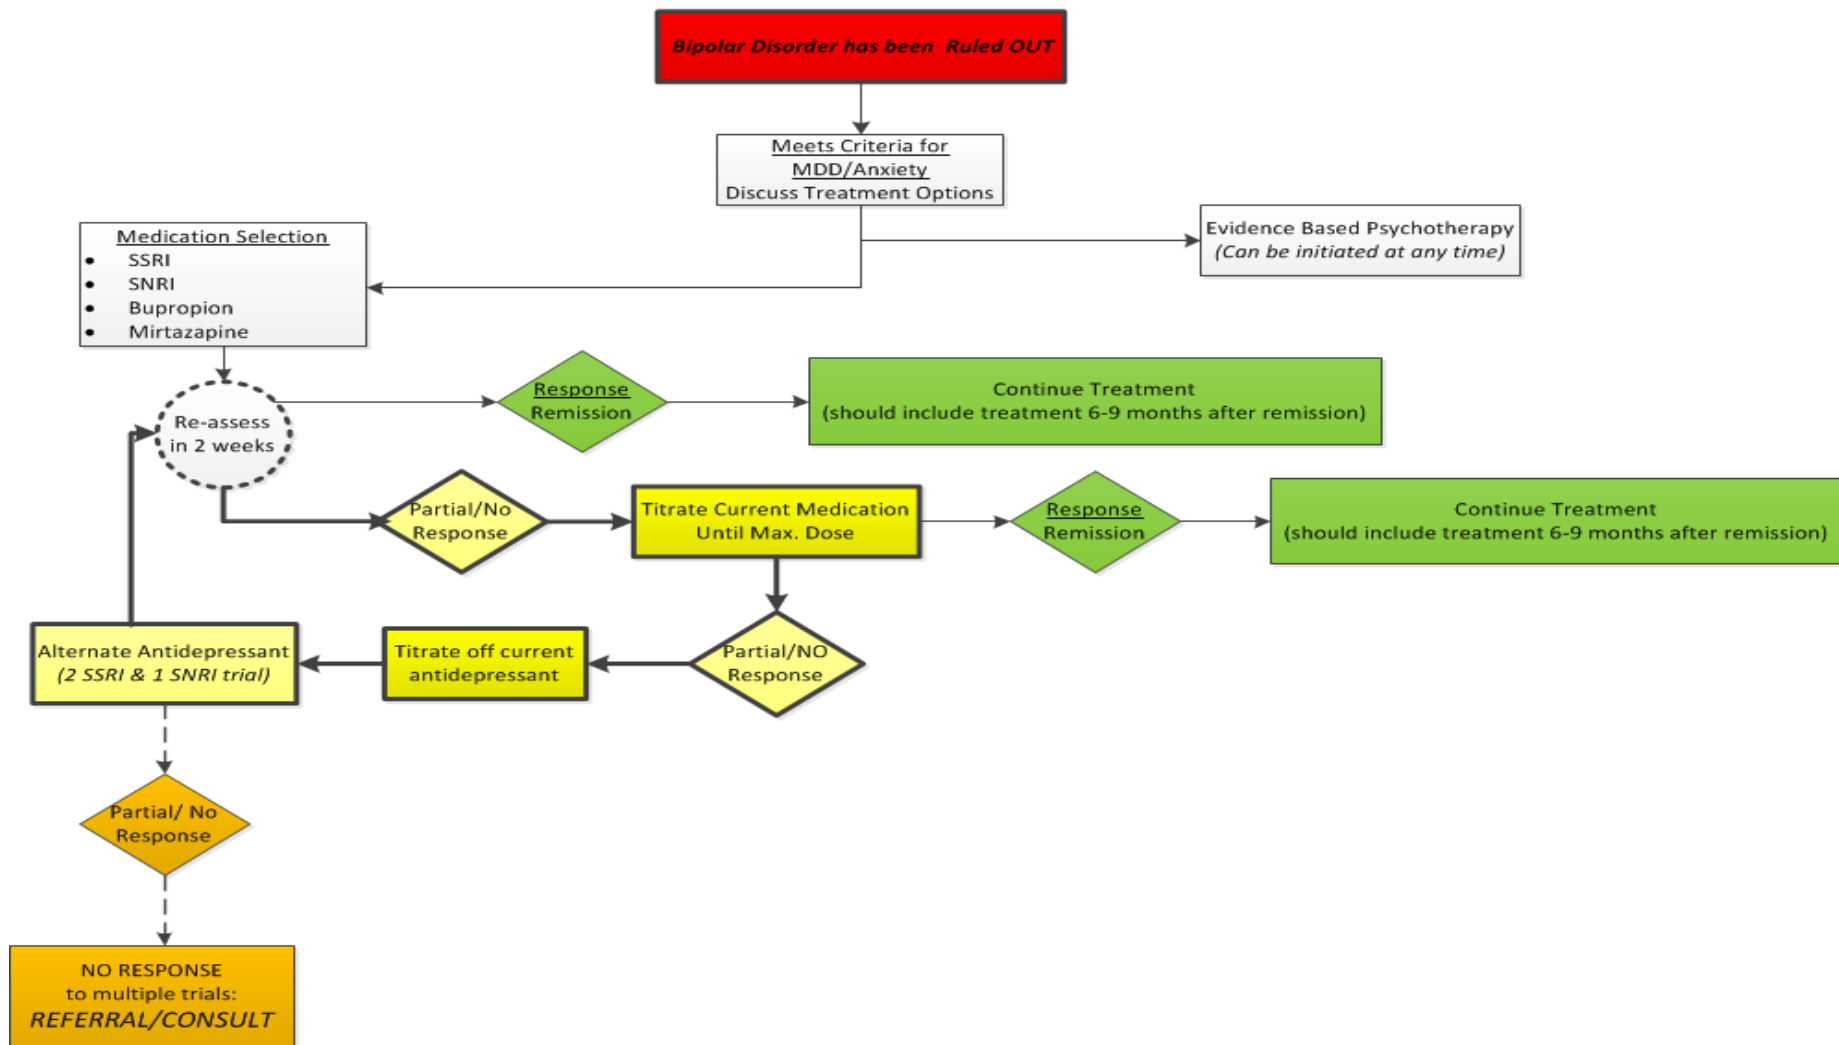 Bipolar Disorder has been Ruled OUT
Meets Criteria for
MDD/Anxiety
Discuss Treatment Options
Evidence Based Psychotherapy
(Can be initiated at any time)
Medication Selection
• SSRI
• SNRI
• Bupropion
• Mirtazapine
Re-assess
in 2 weeks
Response
Remission
Continue Treatment
(should include treatment 6-9 months after remission)
Partial/No
Response
Titrate Current Medication
Until Max. Dose
Response
Remission
Continue Treatment
(should include treatment 6-9 months after remission)
Partial/NO
Response
Titrate off current
antidepressant
Alternate Antidepressant
(2 SSRI & 1 SNRI trial)
Partial/ No
Response
NO RESPONSE
to multiple trials:
REFERRAL/CONSULT